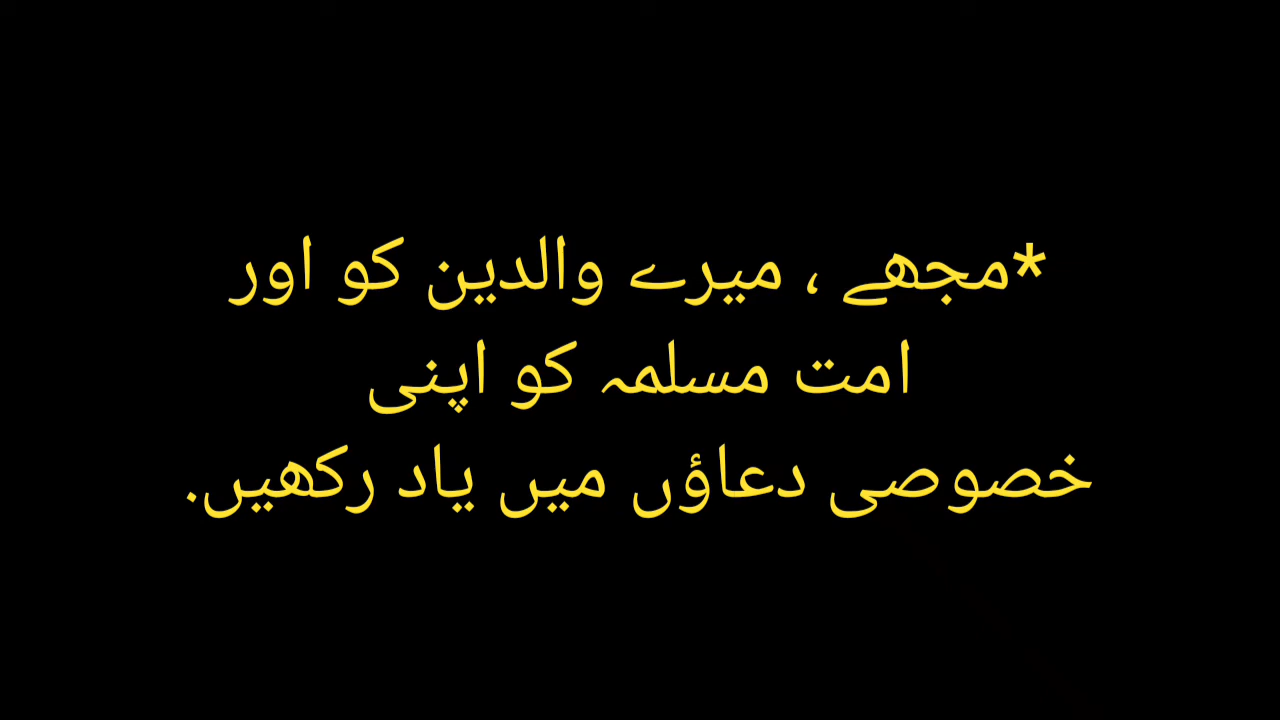 *مجھے ، میرے والدین کو اور
امت مسلمہ کو اپنی
خصوصی دعاؤں میں یاد رکھیں.